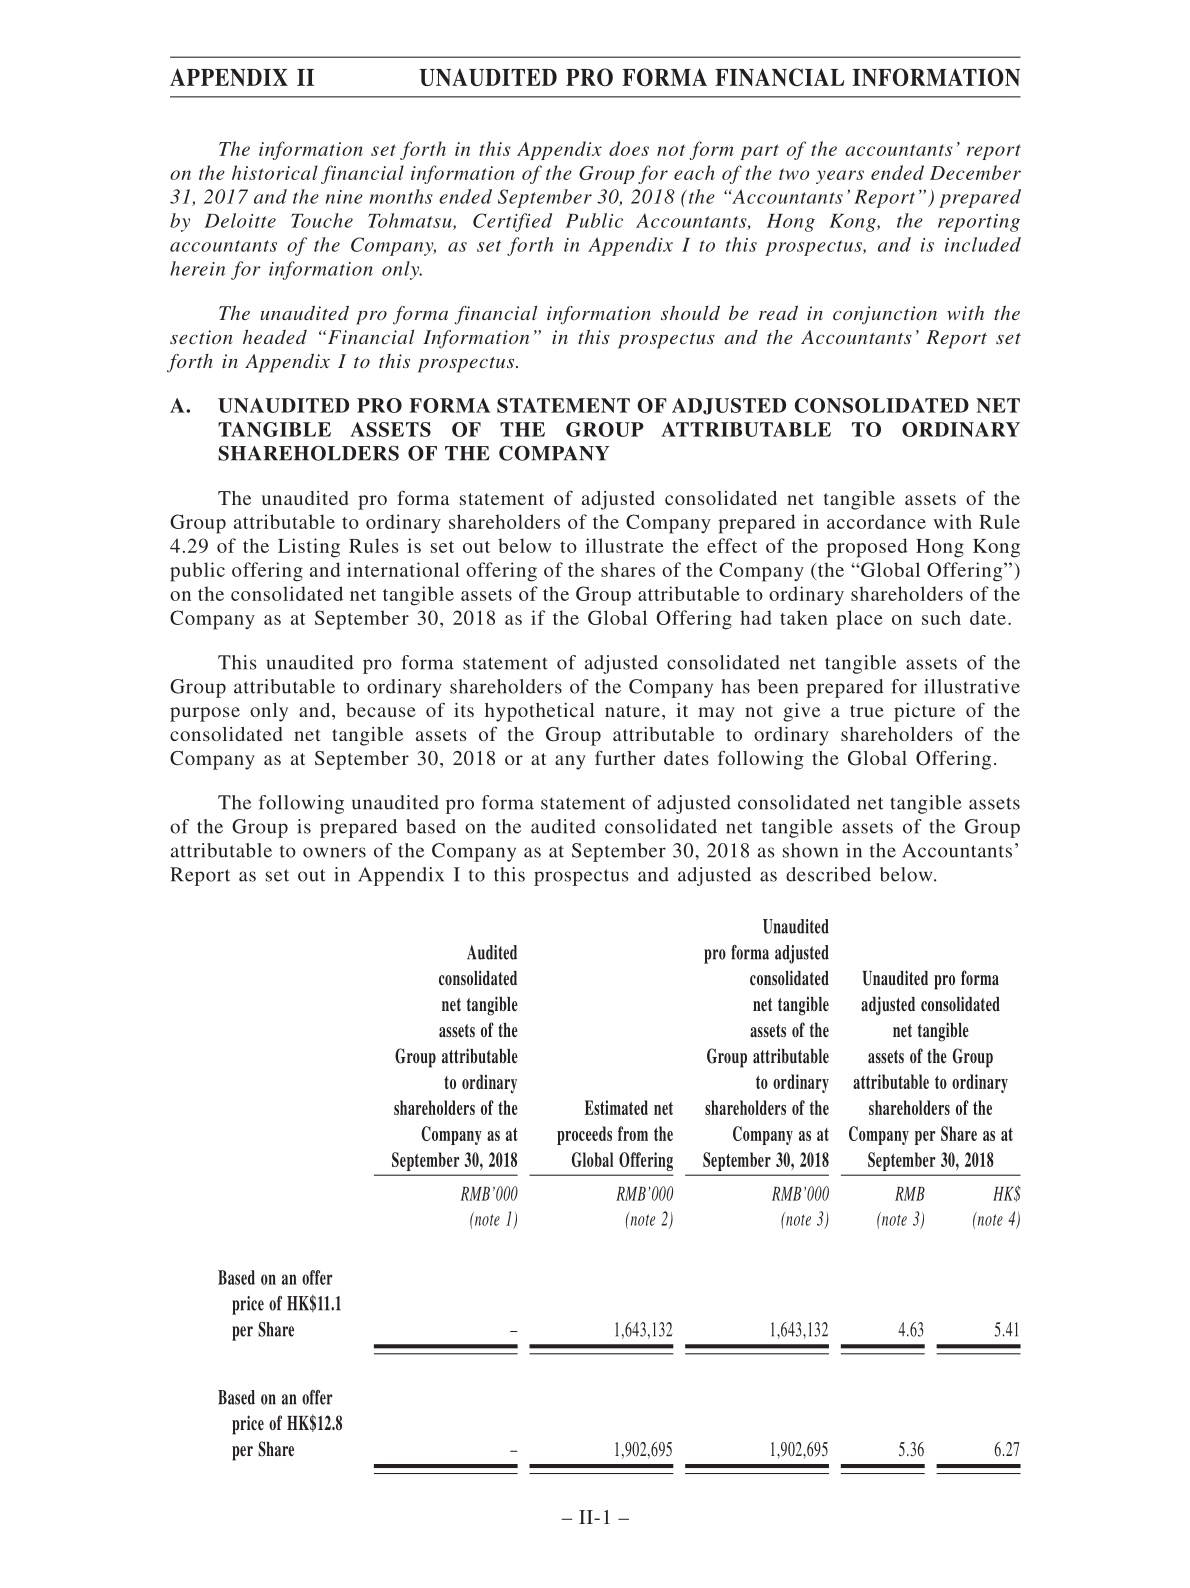 APPENDIX II UNAUDITED PRO FORMA FINANCIAL INFORMATION
The information set forth in this Appendix does not form part of the accountants’ report
on the historical financial information of the Group for each of the two years ended December
31, 2017 and the nine months ended September 30, 2018 (the “Accountants’ Report”) prepared
by Deloitte Touche Tohmatsu, Certified Public Accountants, Hong Kong, the reporting
accountants of the Company, as set forth in Appendix I to this prospectus, and is included
herein for information only.
The unaudited pro forma financial information should be read in conjunction with the
section headed “Financial Information” in this prospectus and the Accountants’ Report set
forth in Appendix I to this prospectus.
A. UNAUDITED PRO FORMA STATEMENT OF ADJUSTED CONSOLIDATED NET
TANGIBLE ASSETS OF THE GROUP ATTRIBUTABLE TO ORDINARY
SHAREHOLDERS OF THE COMPANY
The unaudited pro forma statement of adjusted consolidated net tangible assets of the
Group attributable to ordinary shareholders of the Company prepared in accordance with Rule
4.29 of the Listing Rules is set out below to illustrate the effect of the proposed Hong Kong
public offering and international offering of the shares of the Company (the “Global Offering”)
on the consolidated net tangible assets of the Group attributable to ordinary shareholders of the
Company as at September 30, 2018 as if the Global Offering had taken place on such date.
This unaudited pro forma statement of adjusted consolidated net tangible assets of the
Group attributable to ordinary shareholders of the Company has been prepared for illustrative
purpose only and, because of its hypothetical nature, it may not give a true picture of the
consolidated net tangible assets of the Group attributable to ordinary shareholders of the
Company as at September 30, 2018 or at any further dates following the Global Offering.
The following unaudited pro forma statement of adjusted consolidated net tangible assets
of the Group is prepared based on the audited consolidated net tangible assets of the Group
attributable to owners of the Company as at September 30, 2018 as shown in the Accountants’
Report as set out in Appendix I to this prospectus and adjusted as described below.
Unaudited
Audited pro forma adjusted
consolidated consolidated Unaudited pro forma
net tangible net tangible adjusted consolidated
assets of the assets of the net tangible
Group attributable Group attributable assets of the Group
to ordinary to ordinary attributable to ordinary
shareholders of the Estimated net shareholders of the shareholders of the
Company as at proceeds from the Company as at Company per Share as at
September 30, 2018 Global Offering September 30, 2018 September 30, 2018
RMB’000 RMB’000 RMB’000 RMB HK$
(note 1) (note 2) (note 3) (note 3) (note 4)
Based on an offer
price of HK$11.1
per Share – 1,643,132 1,643,132 4.63 5.41
Based on an offer
price of HK$12.8
per Share – 1,902,695 1,902,695 5.36 6.27
– II-1 –